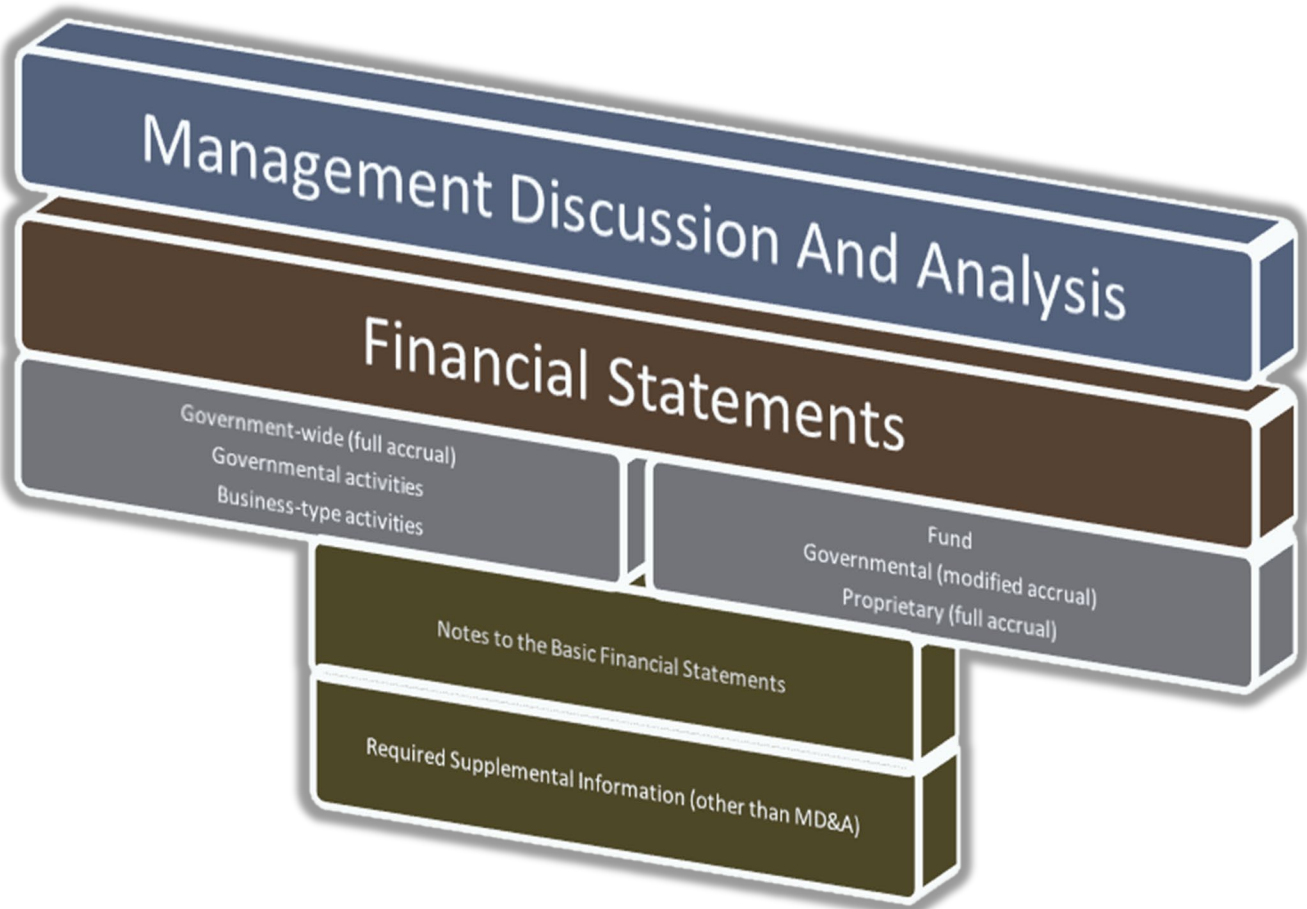 Management Discussion And Analysis
Financial Statements
Government-wide (full accrual)
Governmental activities
Business-type activities
Fund
Governmental (modified accrual)
Proprietary (full accrual)
Notes to the Basic Financial Statements
Required Supplemental Information (other than MD&A)